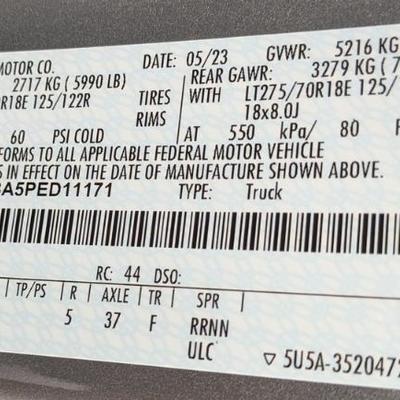 MOTOR CO. DATE: 05/23 GVWR: 5216 KG
2717 KG (5990 LB) REAR GAWR: 3279 KG (7
R18E 125/122R TIRES WITH LT275/70R18E 125/
RIMS 18x8.0J
60 PSI COLD AT 550 kPa/ 80
FORMS TO ALL APPLICABLE FEDERAL MOTOR VEHICLE
S IN EFFECT ON THE DATE OF MANUFACTURE SHOWN ABOVE.
A5PED11171 TYPE: Truck
RC: 44 DSO:
TP/PS R AXLE TR SPR
5 37 F RRNN
ULC ▽ 5U5A-3520472